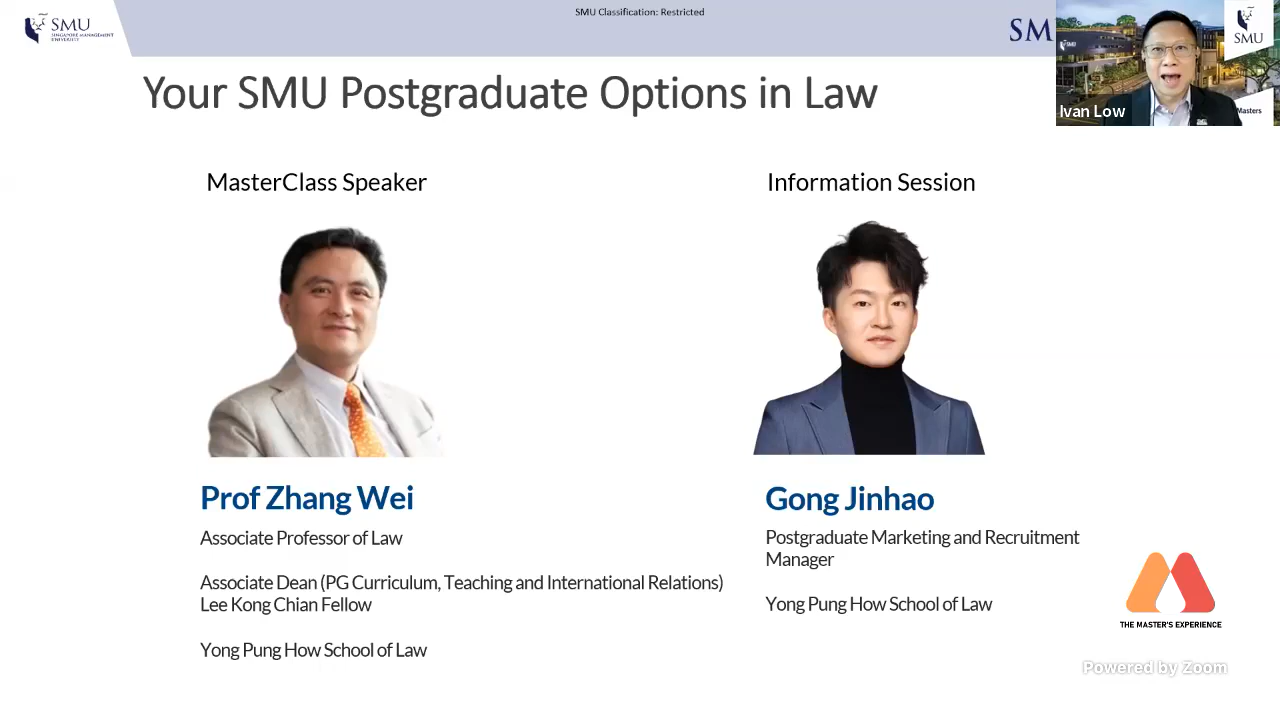 SMU Classification: Restricted
SMU
SINGAPORE MANAGEMENT
UNIVERSITY
SM
SMU
Masters
Ivan Low
Your SMU Postgraduate Options in Law
MasterClass Speaker
Information Session
Prof Zhang Wei
Associate Professor of Law
Associate Dean (PG Curriculum, Teaching and International Relations)
Lee Kong Chian Fellow
Yong Pung How School of Law
Gong Jinhao
Postgraduate Marketing and Recruitment
Manager
Yong Pung How School of Law
THE MASTER'S EXPERIENCE
Powered by Zoom